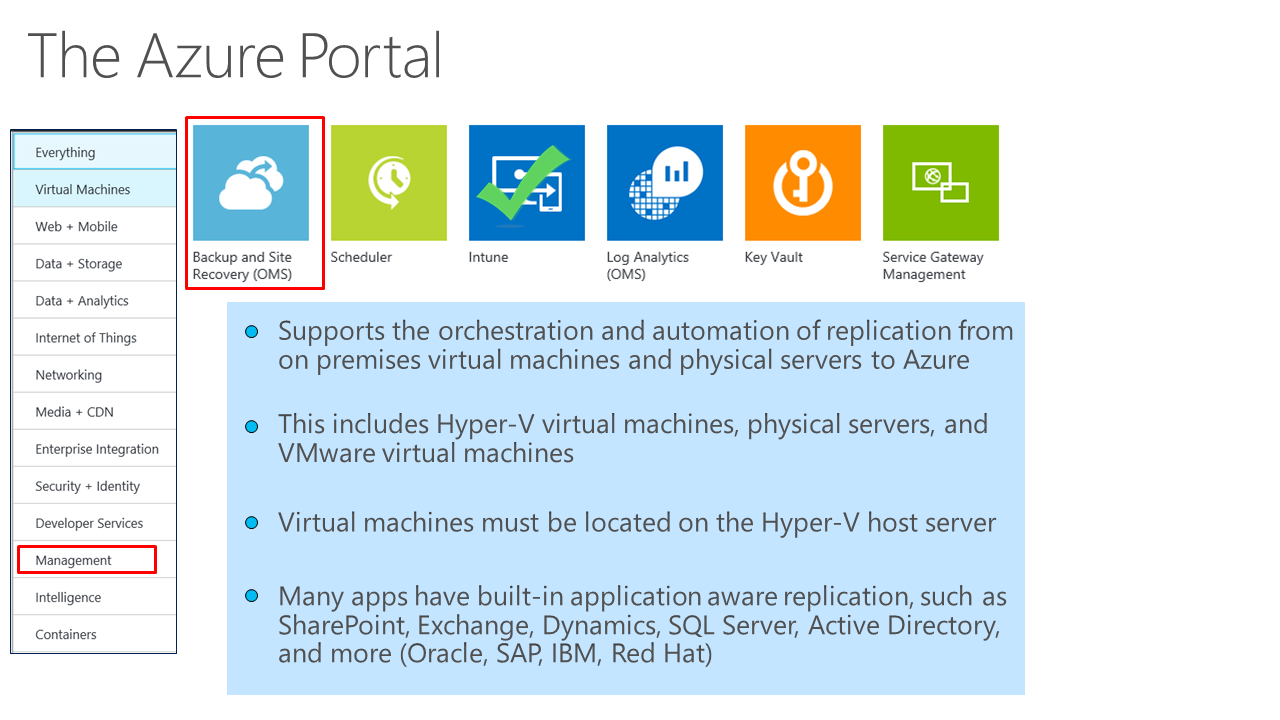 The Azure Portal
Everything
Virtual Machines
Web + Mobile
Data + Storage
Data + Analytics
Internet of Things
Networking
Media + CDN
Enterprise Integration
Security + Identity
Developer Services
Management
Intelligence
Containers
Backup and Site
Recovery (OMS)
Scheduler
Intune
Log Analytics
(OMS)
Key Vault
Service Gateway
Management
Supports the orchestration and automation of replication from
on premises virtual machines and physical servers to Azure
This includes Hyper-V virtual machines, physical servers, and
VMware virtual machines
Virtual machines must be located on the Hyper-V host server
Many apps have built-in application aware replication, such as
SharePoint, Exchange, Dynamics, SQL Server, Active Directory,
and more (Oracle, SAP, IBM, Red Hat)